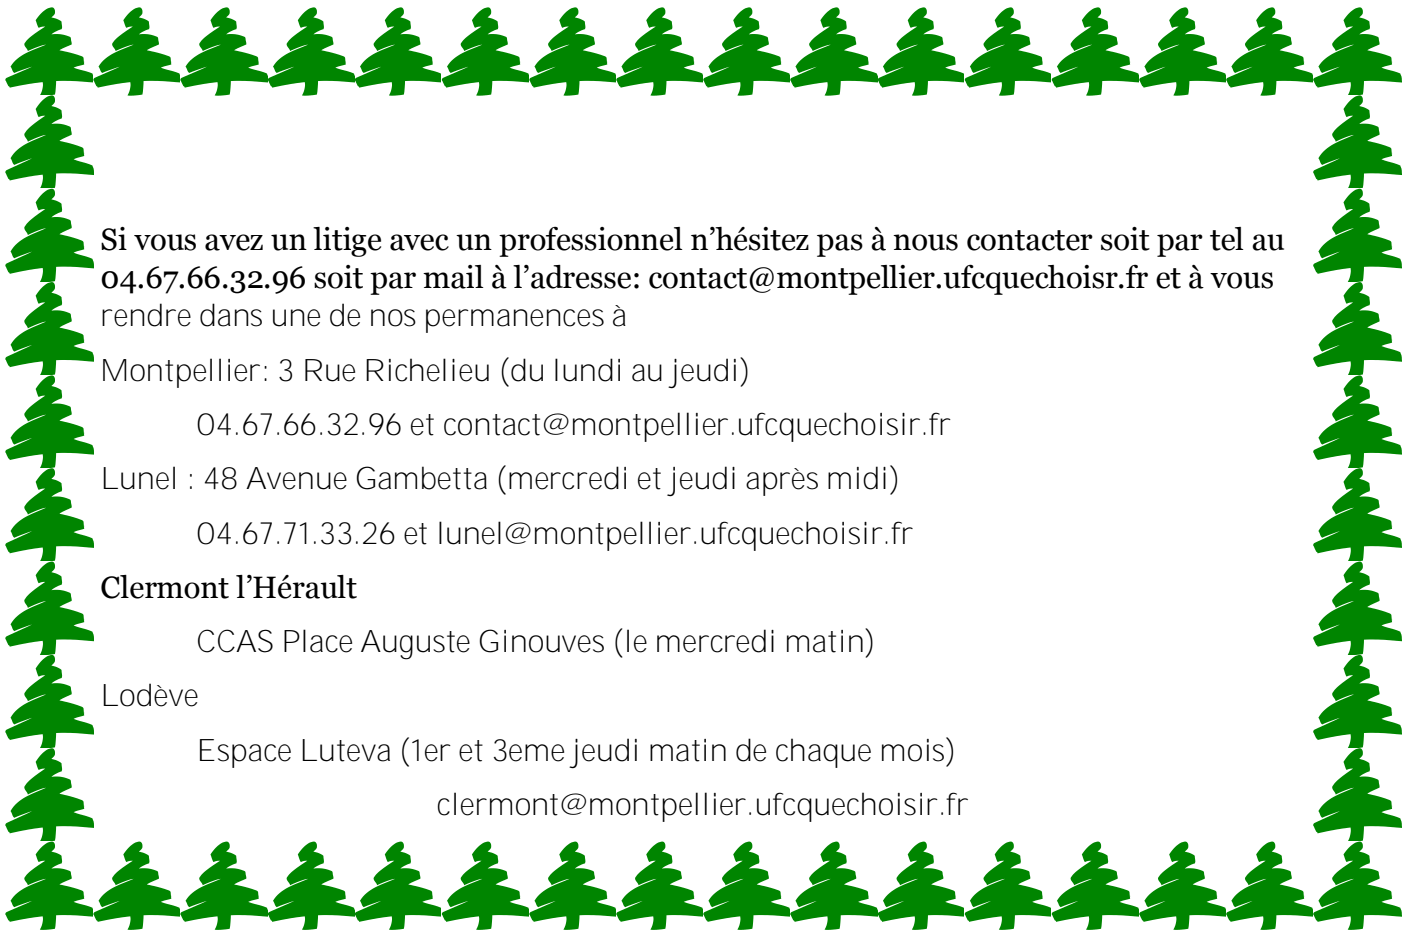 Si vous avez un litige avec un professionnel n’hésitez pas à nous contacter soit par tel au
04.67.66.32.96 soit par mail à l’adresse: contact@montpellier.ufcquechoisr.fr et à vous
rendre dans une de nos permanences à
Montpellier: 3 Rue Richelieu (du lundi au jeudi)
04.67.66.32.96 et contact@montpellier.ufcquechoisir.fr
Lunel : 48 Avenue Gambetta (mercredi et jeudi après midi)
04.67.71.33.26 et lunel@montpellier.ufcquechoisir.fr
Clermont l’Hérault
CCAS Place Auguste Ginouves (le mercredi matin)
Lodève
Espace Luteva (1er et 3eme jeudi matin de chaque mois)
clermont@montpellier.ufcquechoisir.fr